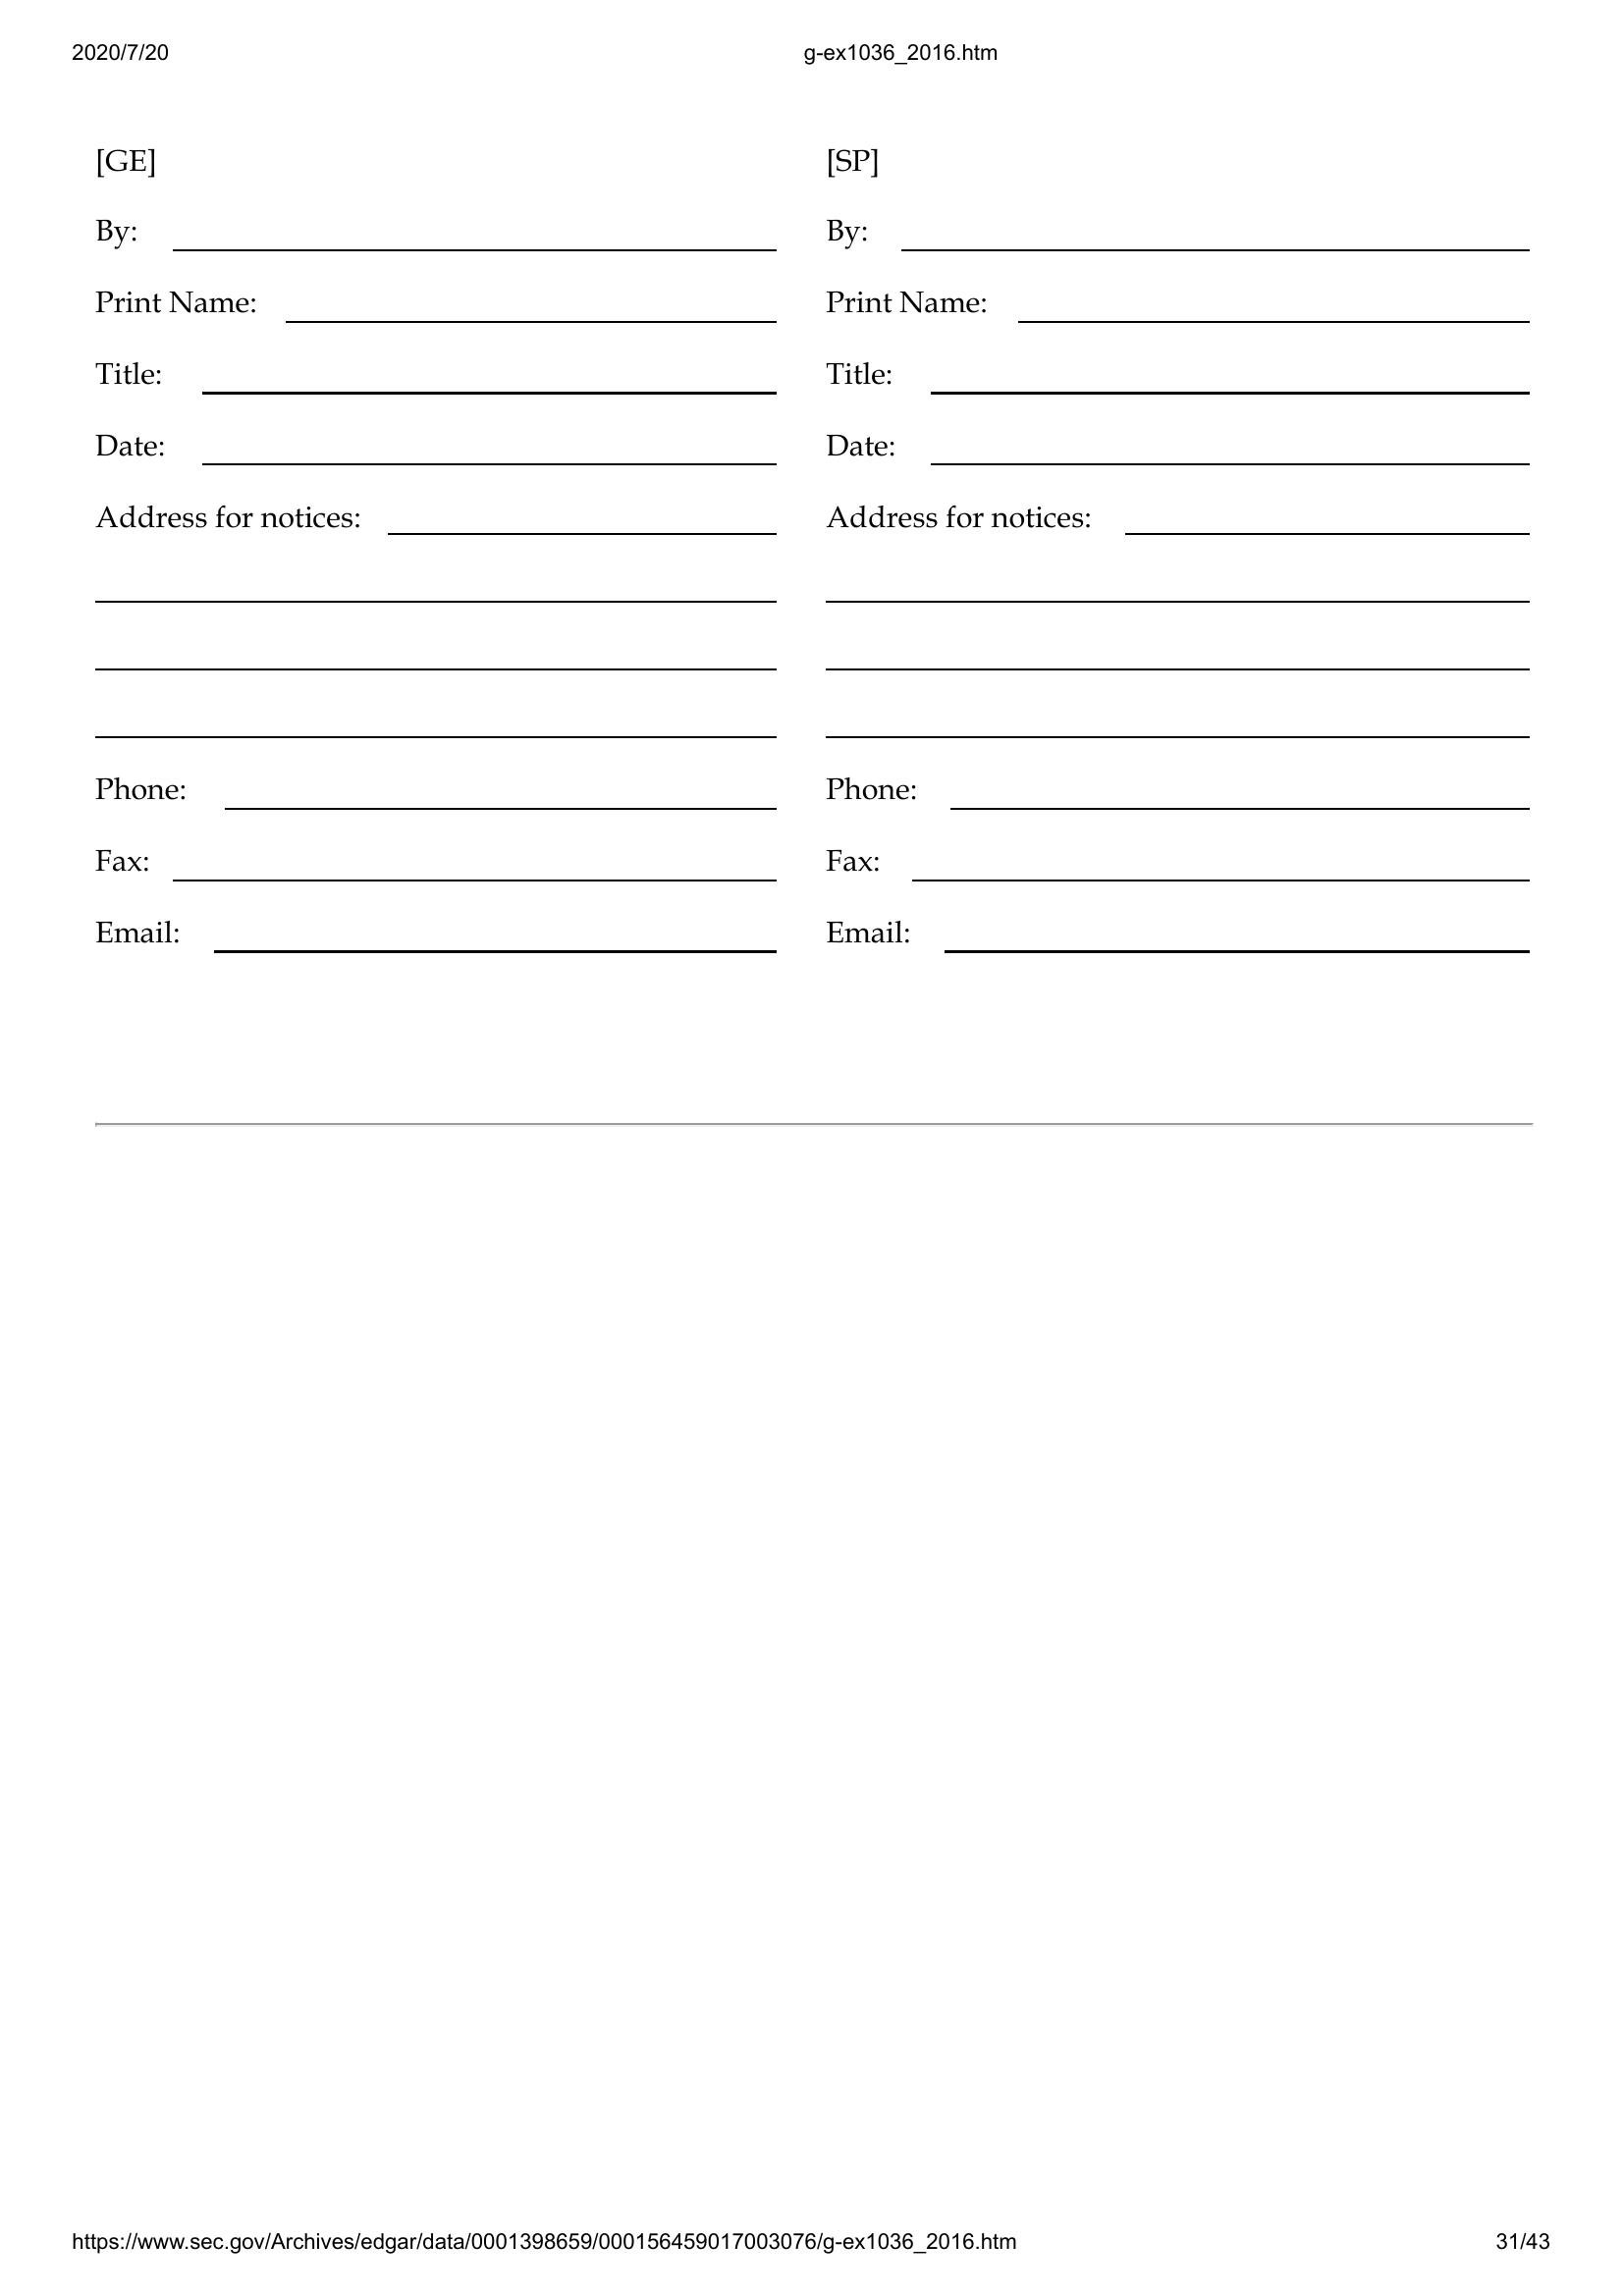 2020/7/20 g-ex1036_2016.htm
[GE] [SP]
By: By:
Print Name: Print Name:
Title: Title:
Date: Date:
Address for notices: Address for notices:
Phone: Phone:
Fax: Fax:
Email: Email:
https://www.sec.gov/Archives/edgar/data/0001398659/000156459017003076/g-ex1036_2016.htm 31/43